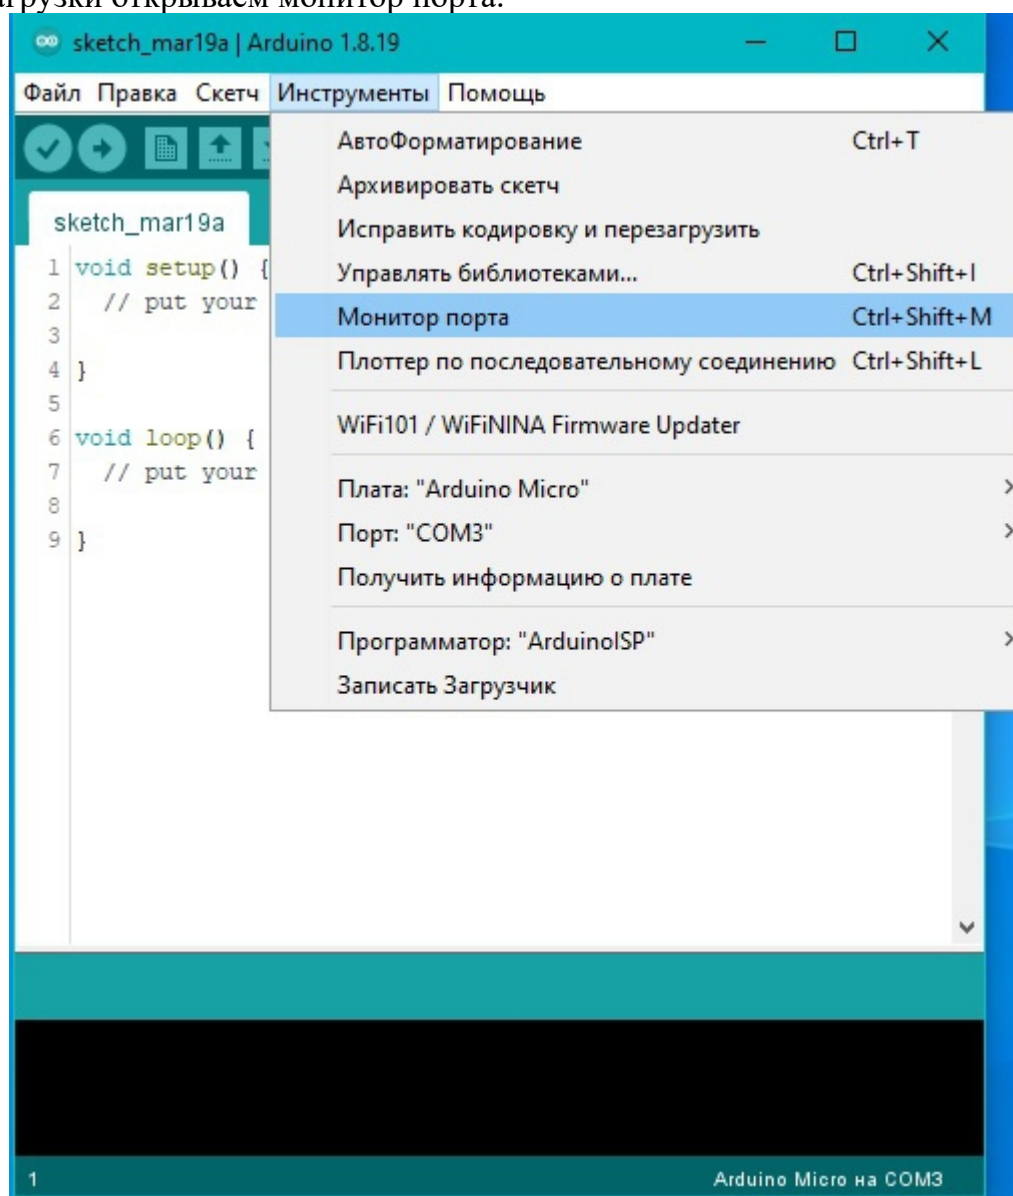 агрузки открываем монитор порта.
sketch_mar19a | Arduino 1.8.19
Файл Правка Скетч Инструменты Помощь
АвтоФорматирование Ctrl+T
Архивировать скетч
Исправить кодировку и перезагрузить
Управлять библиотеками... Ctrl+Shift+I
Монитор порта Ctrl+Shift+M
Плоттер по последовательному соединению Ctrl+Shift+L
WiFi101 / WiFiNINA Firmware Updater
Плата: "Arduino Micro"
Порт: "COM3"
Получить информацию о плате
Программатор: "ArduinoISP"
Записать Загрузчик
sketch_mar19a
1 void setup() {
2 // put your
3
4 }
5
6 void loop() {
7 // put your
8
9 }
1 Arduino Micro на COM3